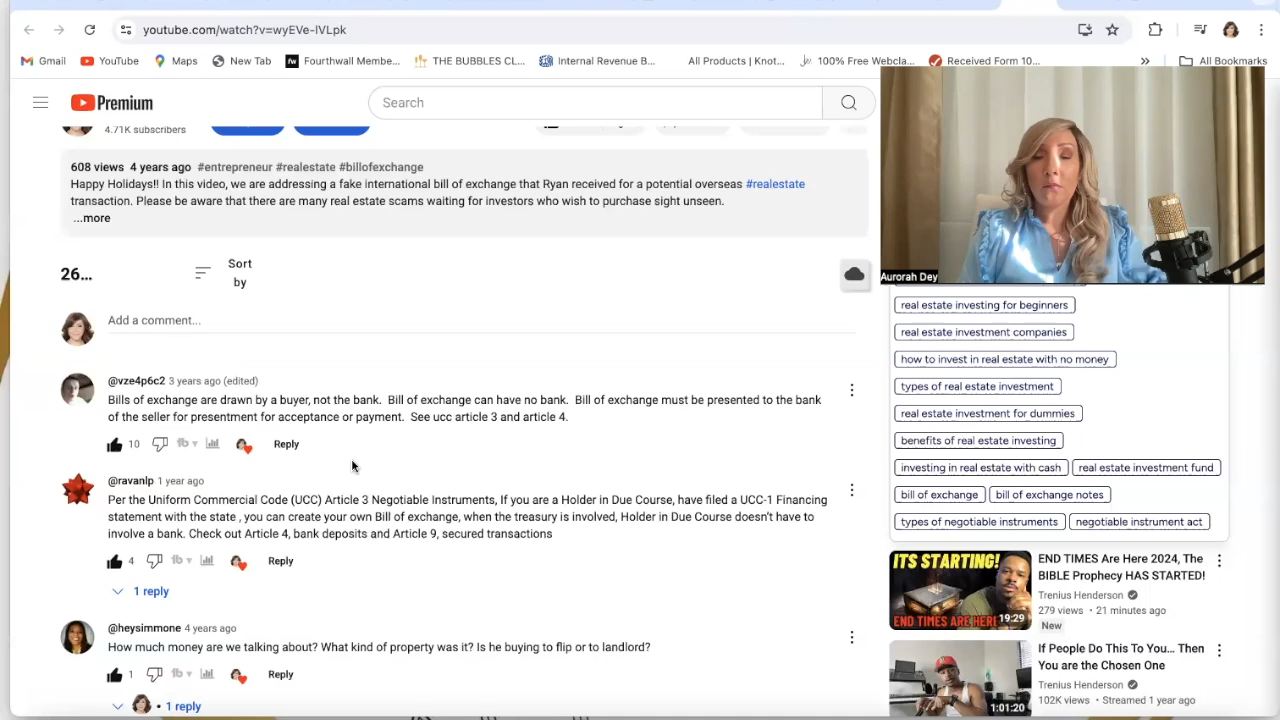 youtube.com/watch?v=wyEVe-IVLpk
Gmail
YouTube
Maps
New Tab
Fourthwall Membe...
THE BUBBLES CL...
Internal Revenue B...
All Products | Knot...
100% Free Webcla...
Received Form 10...
»
All Bookmarks
Premium
Search
4.71K subscribers
608 views 4 years ago #entrepreneur #realestate #billofexchange
Happy Holidays!! In this video, we are addressing a fake international bill of exchange that Ryan received for a potential overseas #realestate
transaction. Please be aware that there are many real estate scams waiting for investors who wish to purchase sight unseen.
...more
26...
Sort
by
Add a comment...
@vze4p6c2 3 years ago (edited)
Bills of exchange are drawn by a buyer, not the bank. Bill of exchange can have no bank. Bill of exchange must be presented to the bank
of the seller for presentment for acceptance or payment. See ucc article 3 and article 4.
10
Reply
@ravanlp 1 year ago
Per the Uniform Commercial Code (UCC) Article 3 Negotiable Instruments, If you are a Holder in Due Course, have filed a UCC-1 Financing
statement with the state , you can create your own Bill of exchange, when the treasury is involved, Holder in Due Course doesn't have to
involve a bank. Check out Article 4, bank deposits and Article 9, secured transactions
4
Reply
1 reply
@heysimmone 4 years ago
How much money are we talking about? What kind of property was it? Is he buying to flip or to landlord?
1
Reply
1 reply
Aurorah Dey
real estate investing for beginners
real estate investment companies
how to invest in real estate with no money
types of real estate investment
real estate investment for dummies
benefits of real estate investing
investing in real estate with cash
real estate investment fund
bill of exchange
bill of exchange notes
types of negotiable instruments
negotiable instrument act
ITS STARTING!
END TIMES ARE HERE
19:29
END TIMES Are Here 2024, The
BIBLE Prophecy HAS STARTED!
Trenius Henderson
279 views • 21 minutes ago
New
1:01:20
If People Do This To You... Then
You are the Chosen One
Trenius Henderson
102K views • Streamed 1 year ago